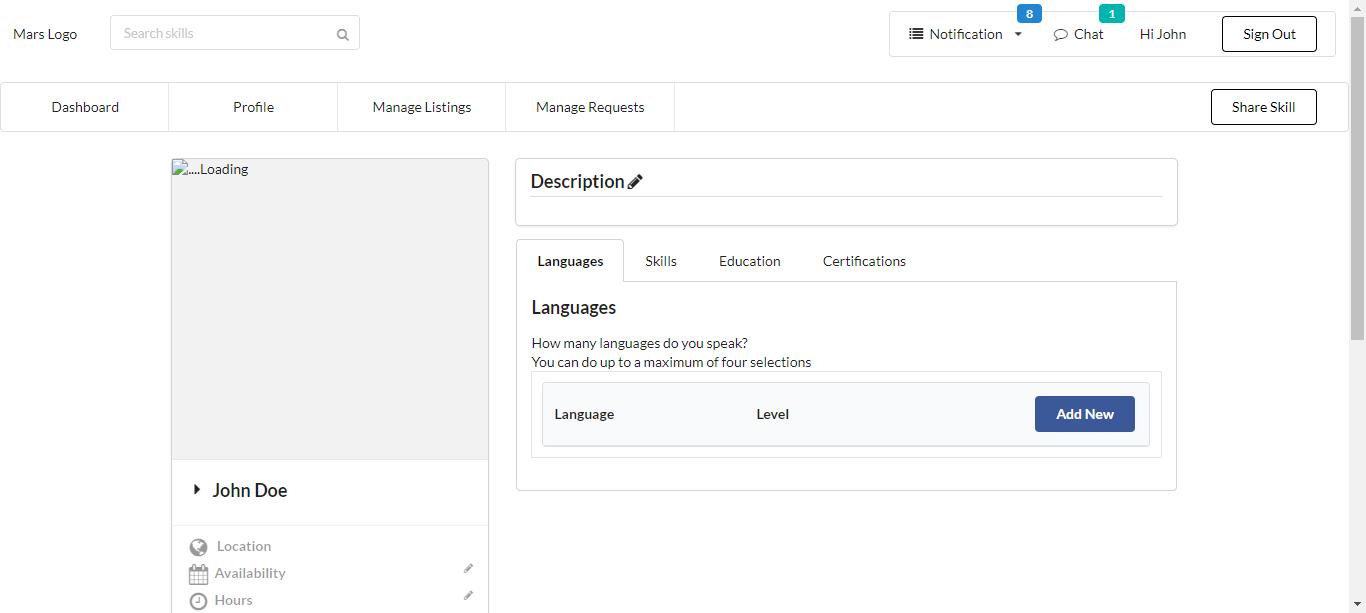 8 1
Mars Logo Search skills Notification Chat Hi John Sign Out
Dashboard Profile Manage Listings Manage Requests Share Skill
....Loading
John Doe
Location
Availability
Hours
Description
Languages Skills Education Certifications
Languages
How many languages do you speak?
You can do up to a maximum of four selections
Language Level Add New